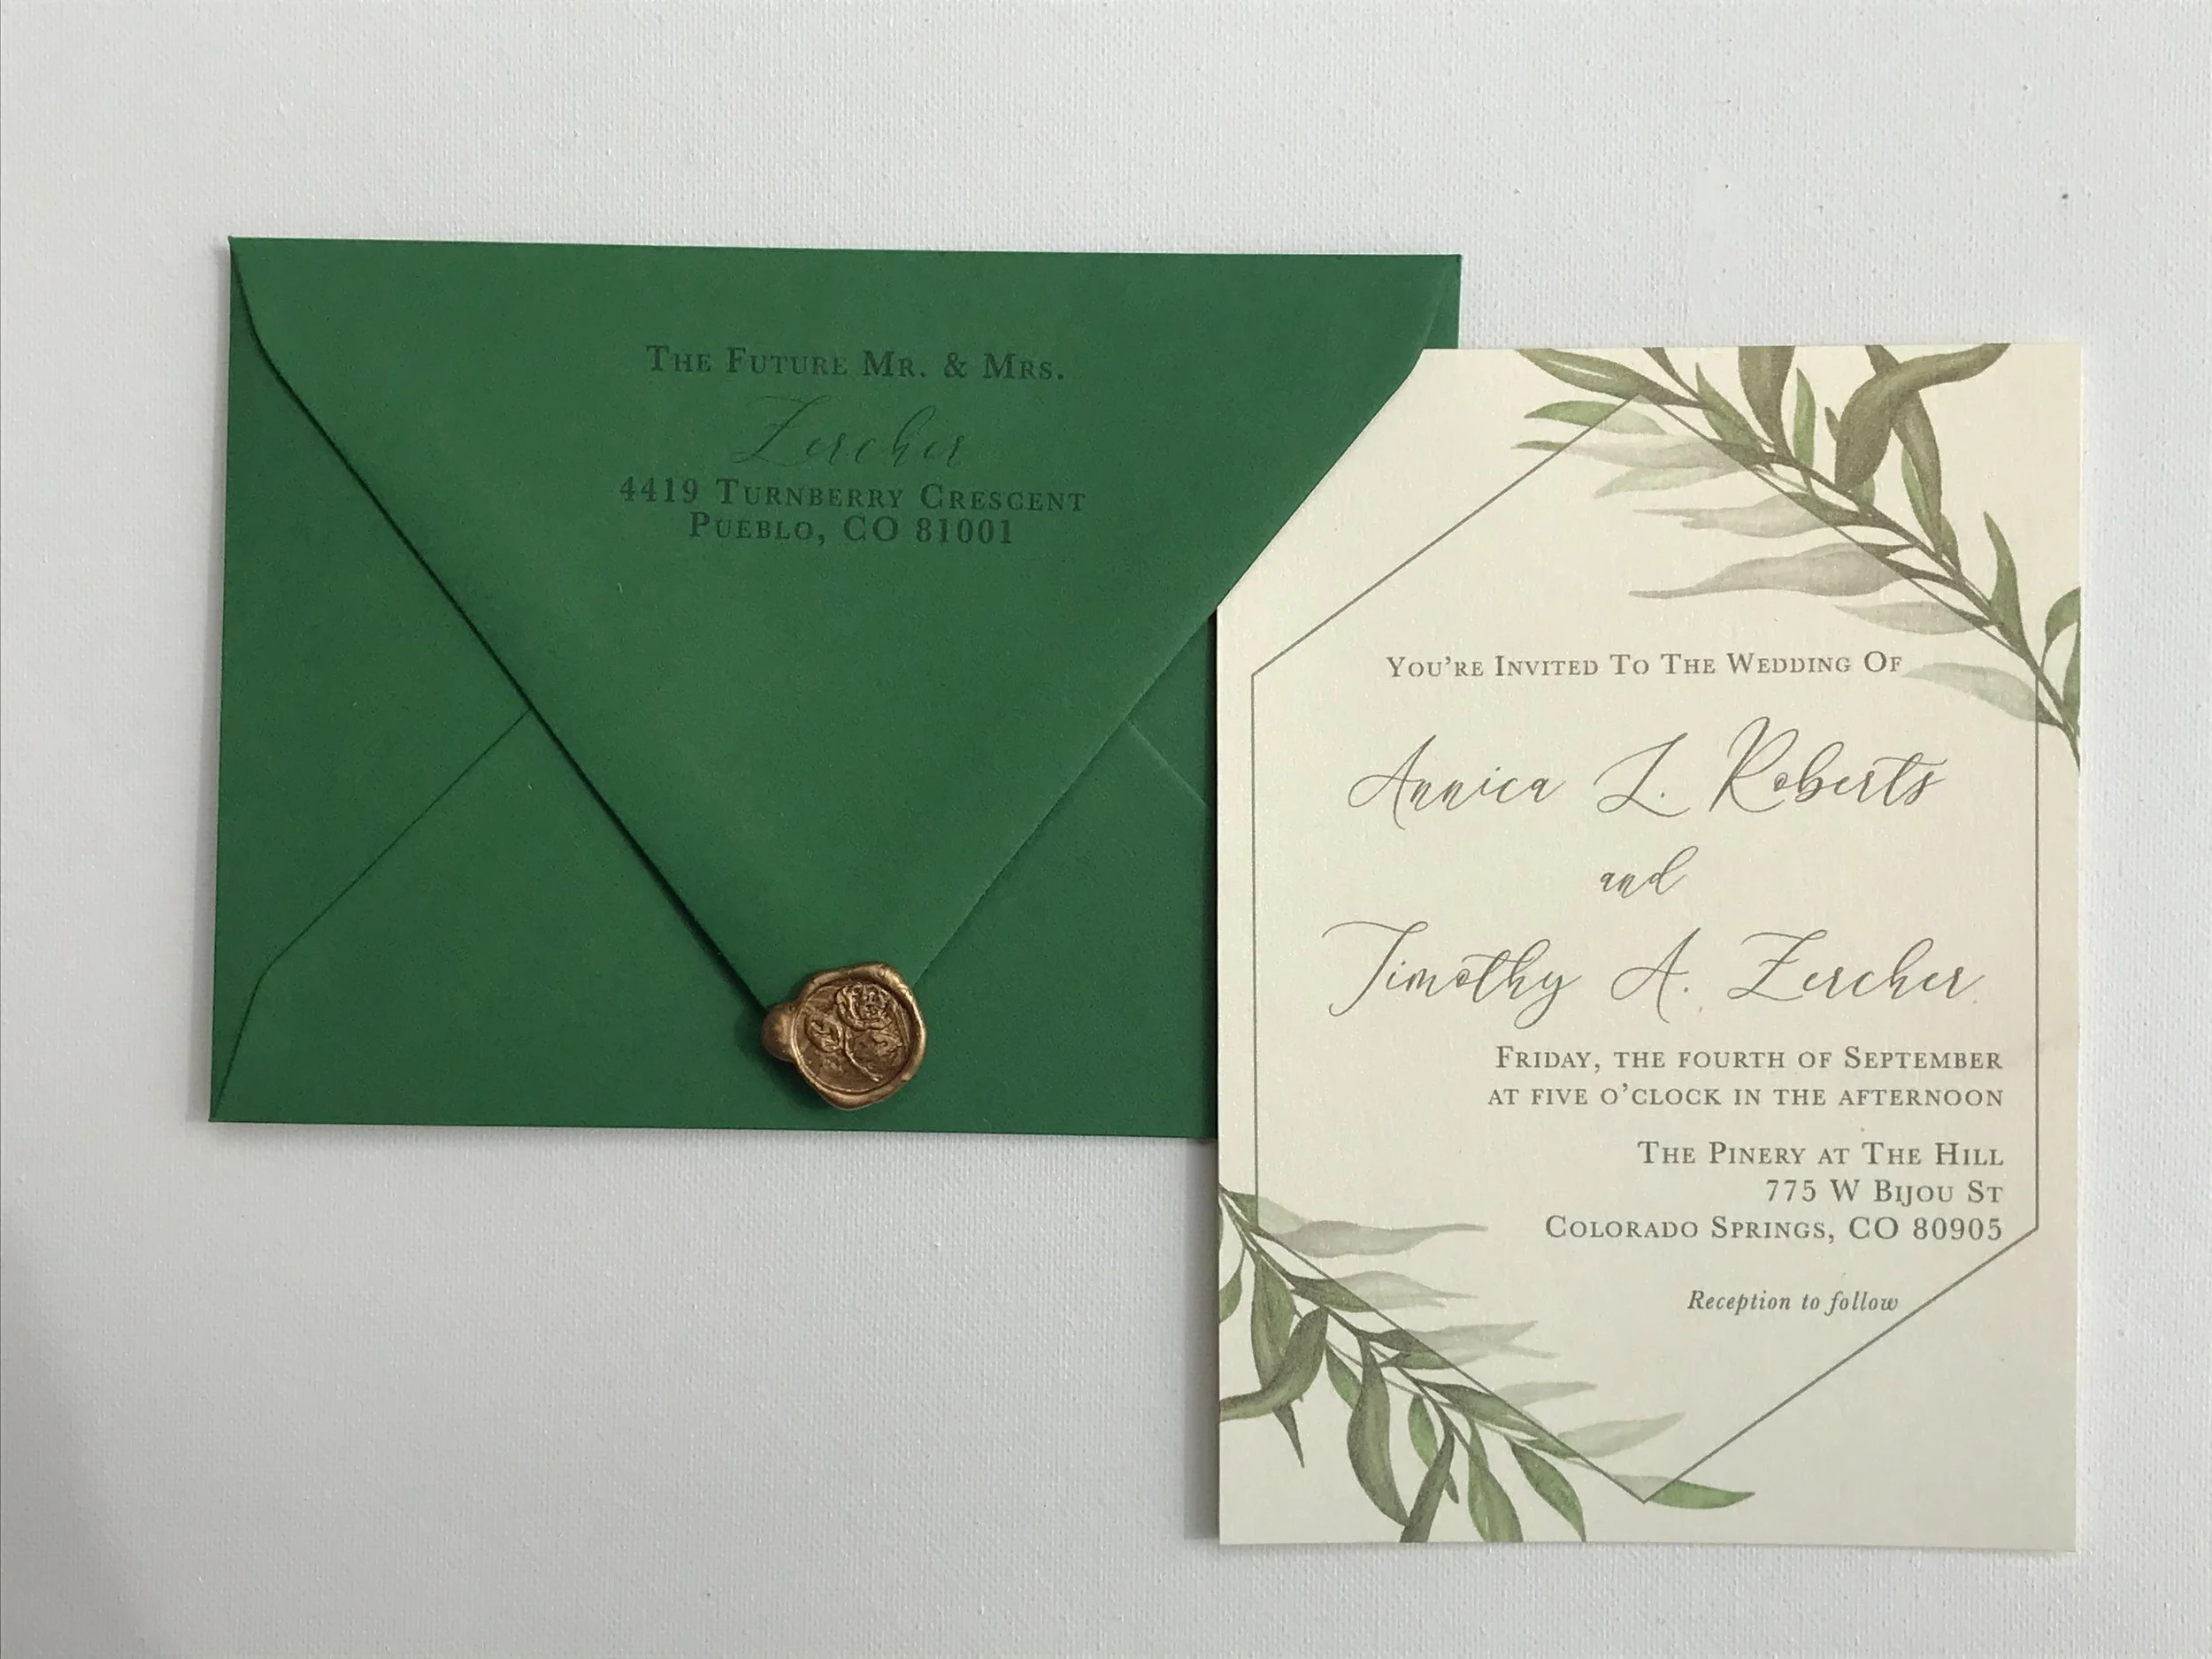 The Future Mr. & Mrs.
Zercher
4419 Turnberry Crescent
Pueblo, CO 81001
You're Invited To The Wedding Of
Annica L. Roberts
and
Timothy A. Zercher
Friday, the fourth of September
at five o'clock in the afternoon
The Pinery at The Hill
775 W Bijou St
Colorado Springs, CO 80905
Reception to follow